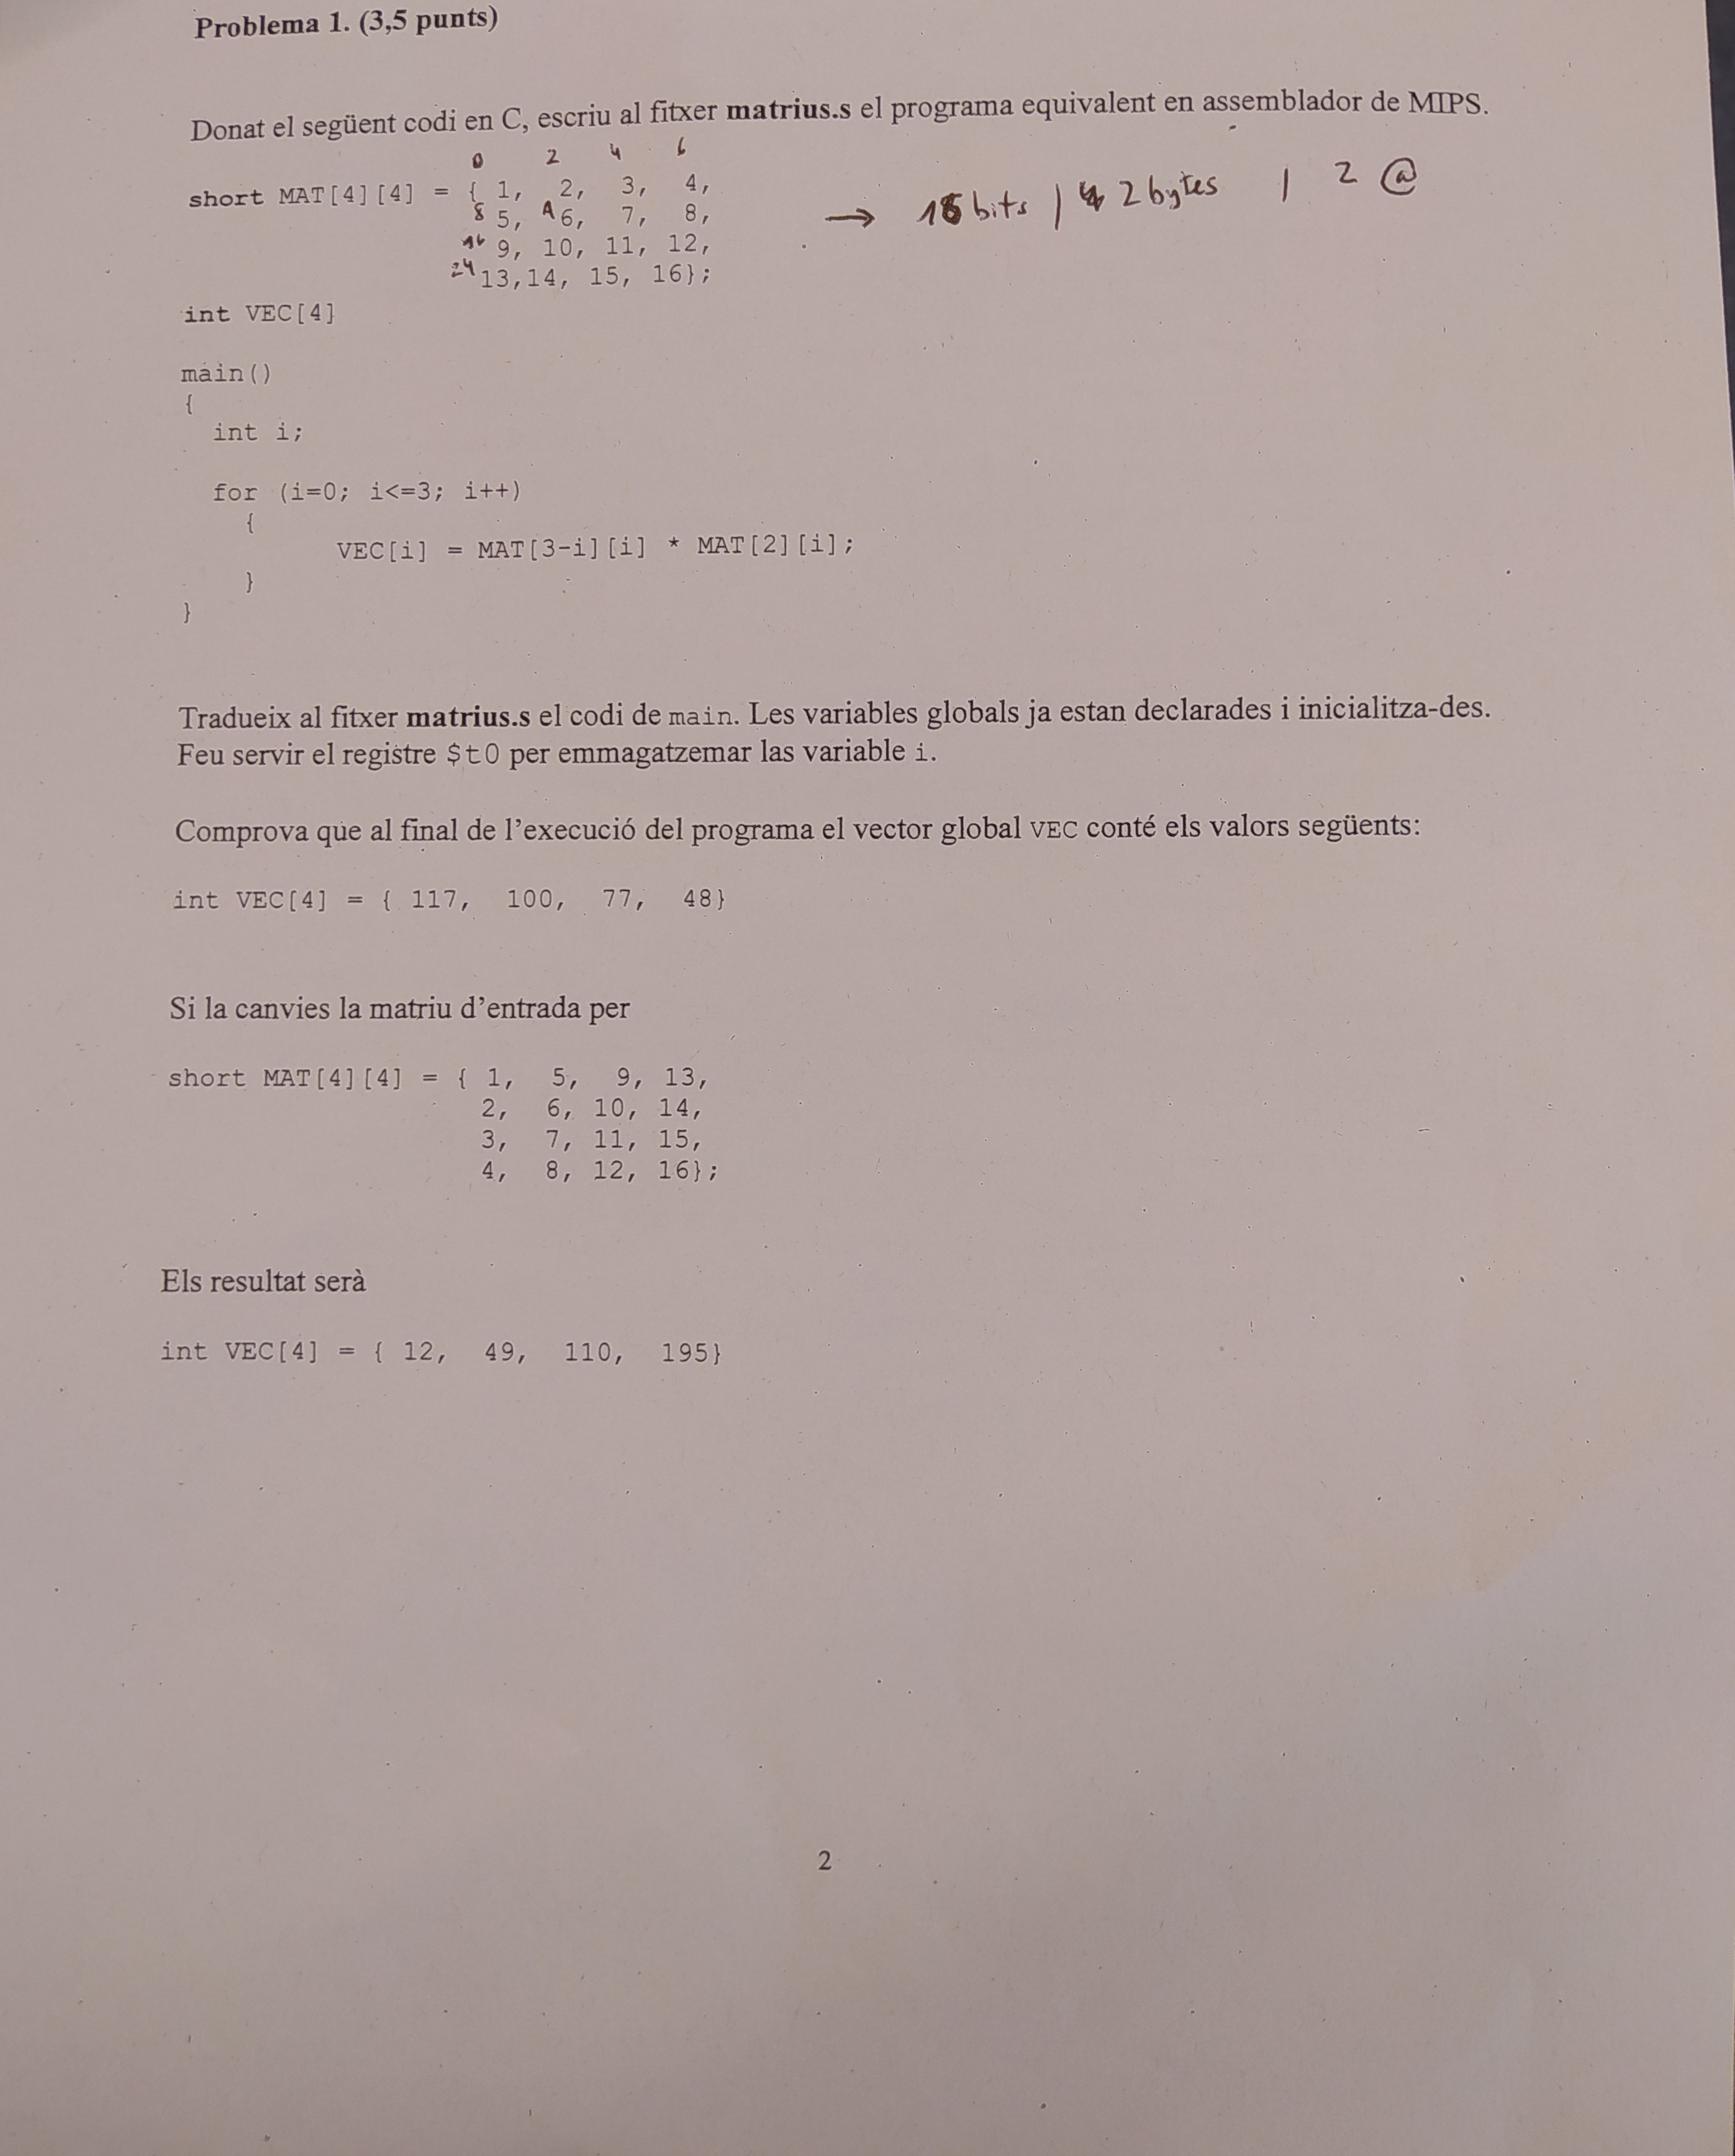 Problema 1. (3,5 punts)
Donat el següent codi en C, escriu al fitxer matrius.s el programa equivalent en assemblador de MIPS.
0 2 4 6
short MAT[4][4] = { 1, 2, 3, 4,
8 5, A 6, 7, 8,
→ 16 bits | 2 bytes | 2 @
16 9, 10, 11, 12,
24 13,14, 15, 16};
int VEC[4]
main()
{
int i;
for (i=0; i<=3; i++)
{
VEC[i] = MAT[3-i][i] * MAT[2][i];
}
}
Tradueix al fitxer matrius.s el codi de main. Les variables globals ja estan declarades i inicialitza-des.
Feu servir el registre $t0 per emmagatzemar las variable i.
Comprova que al final de l'execució del programa el vector global VEC conté els valors següents:
int VEC[4] = { 117, 100, 77, 48}
Si la canvies la matriu d'entrada per
short MAT[4][4] = { 1, 5, 9, 13,
2, 6, 10, 14,
3, 7, 11, 15,
4, 8, 12, 16};
Els resultat serà
int VEC[4] = { 12, 49, 110, 195}
2